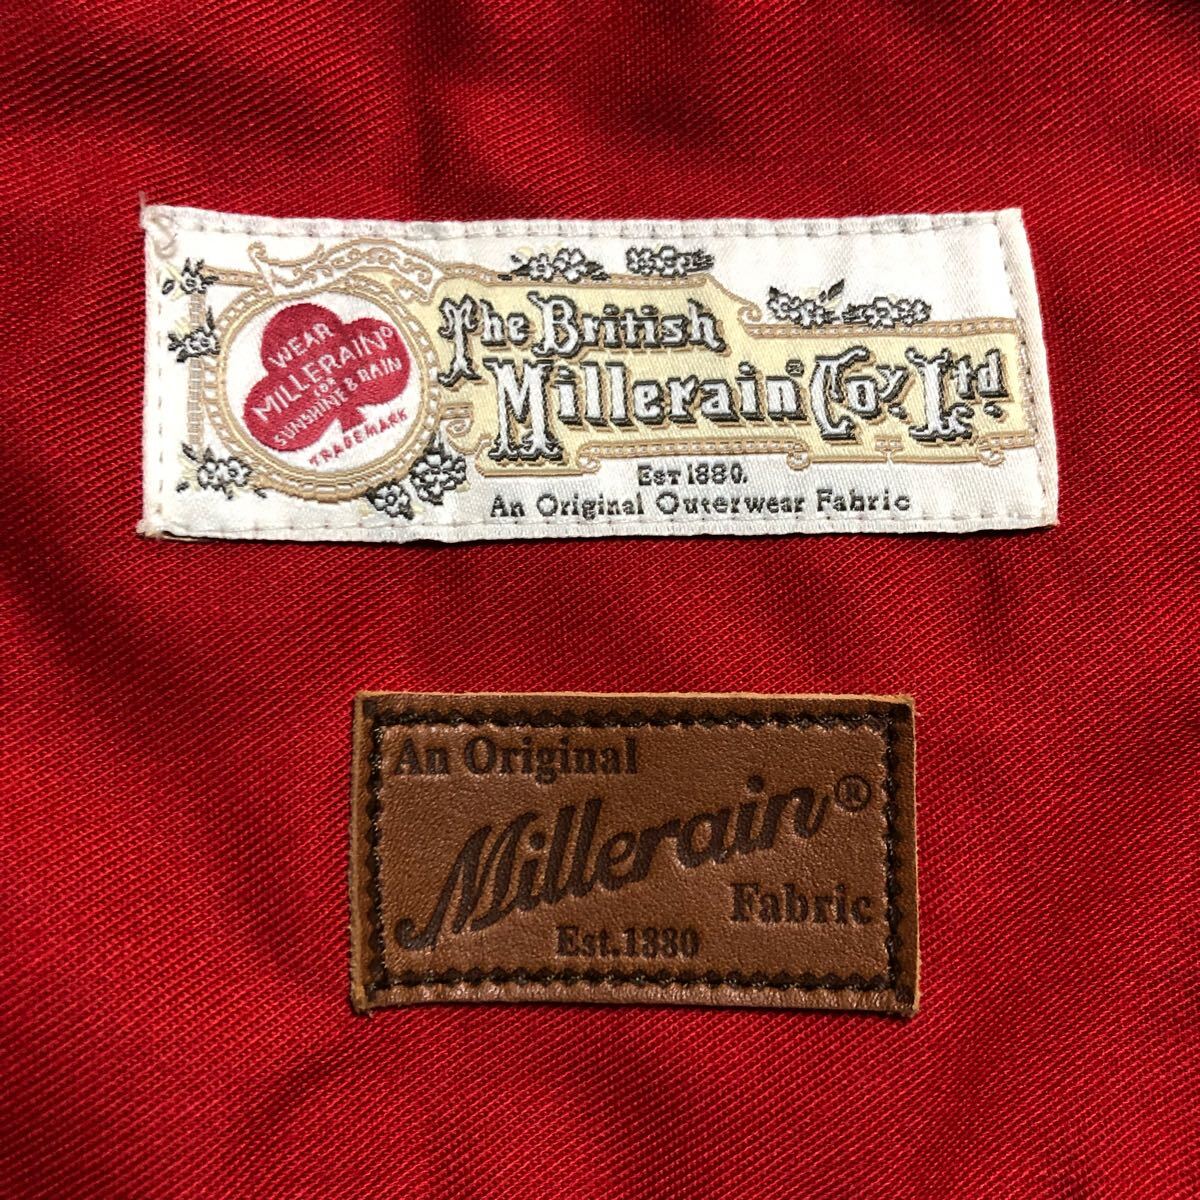 WEAR
MILLERAIN®
FOR
SUNSHINE & RAIN
TRADEMARK
The British
Millerain® Coy. Ltd
EST 1880.
An Original Outerwear Fabric
An Original
Millerain®
Fabric
Est.1880